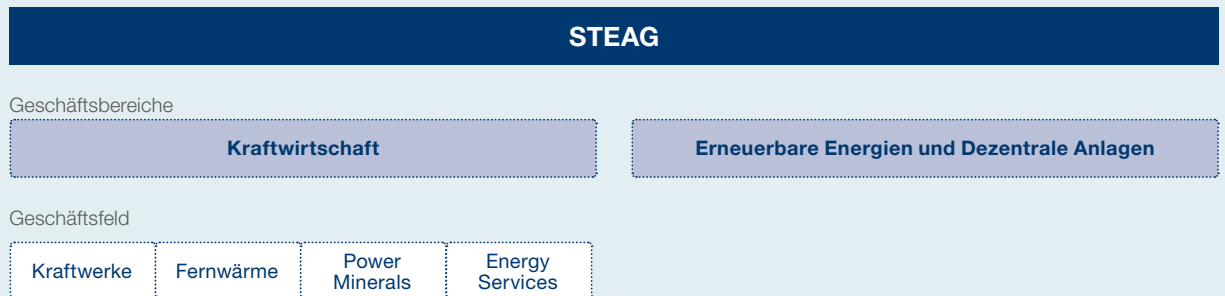 STEAG
Geschäftsbereiche
Kraftwirtschaft
Erneuerbare Energien und Dezentrale Anlagen
Geschäftsfeld
Kraftwerke
Fernwärme
Power
Minerals
Energy
Services